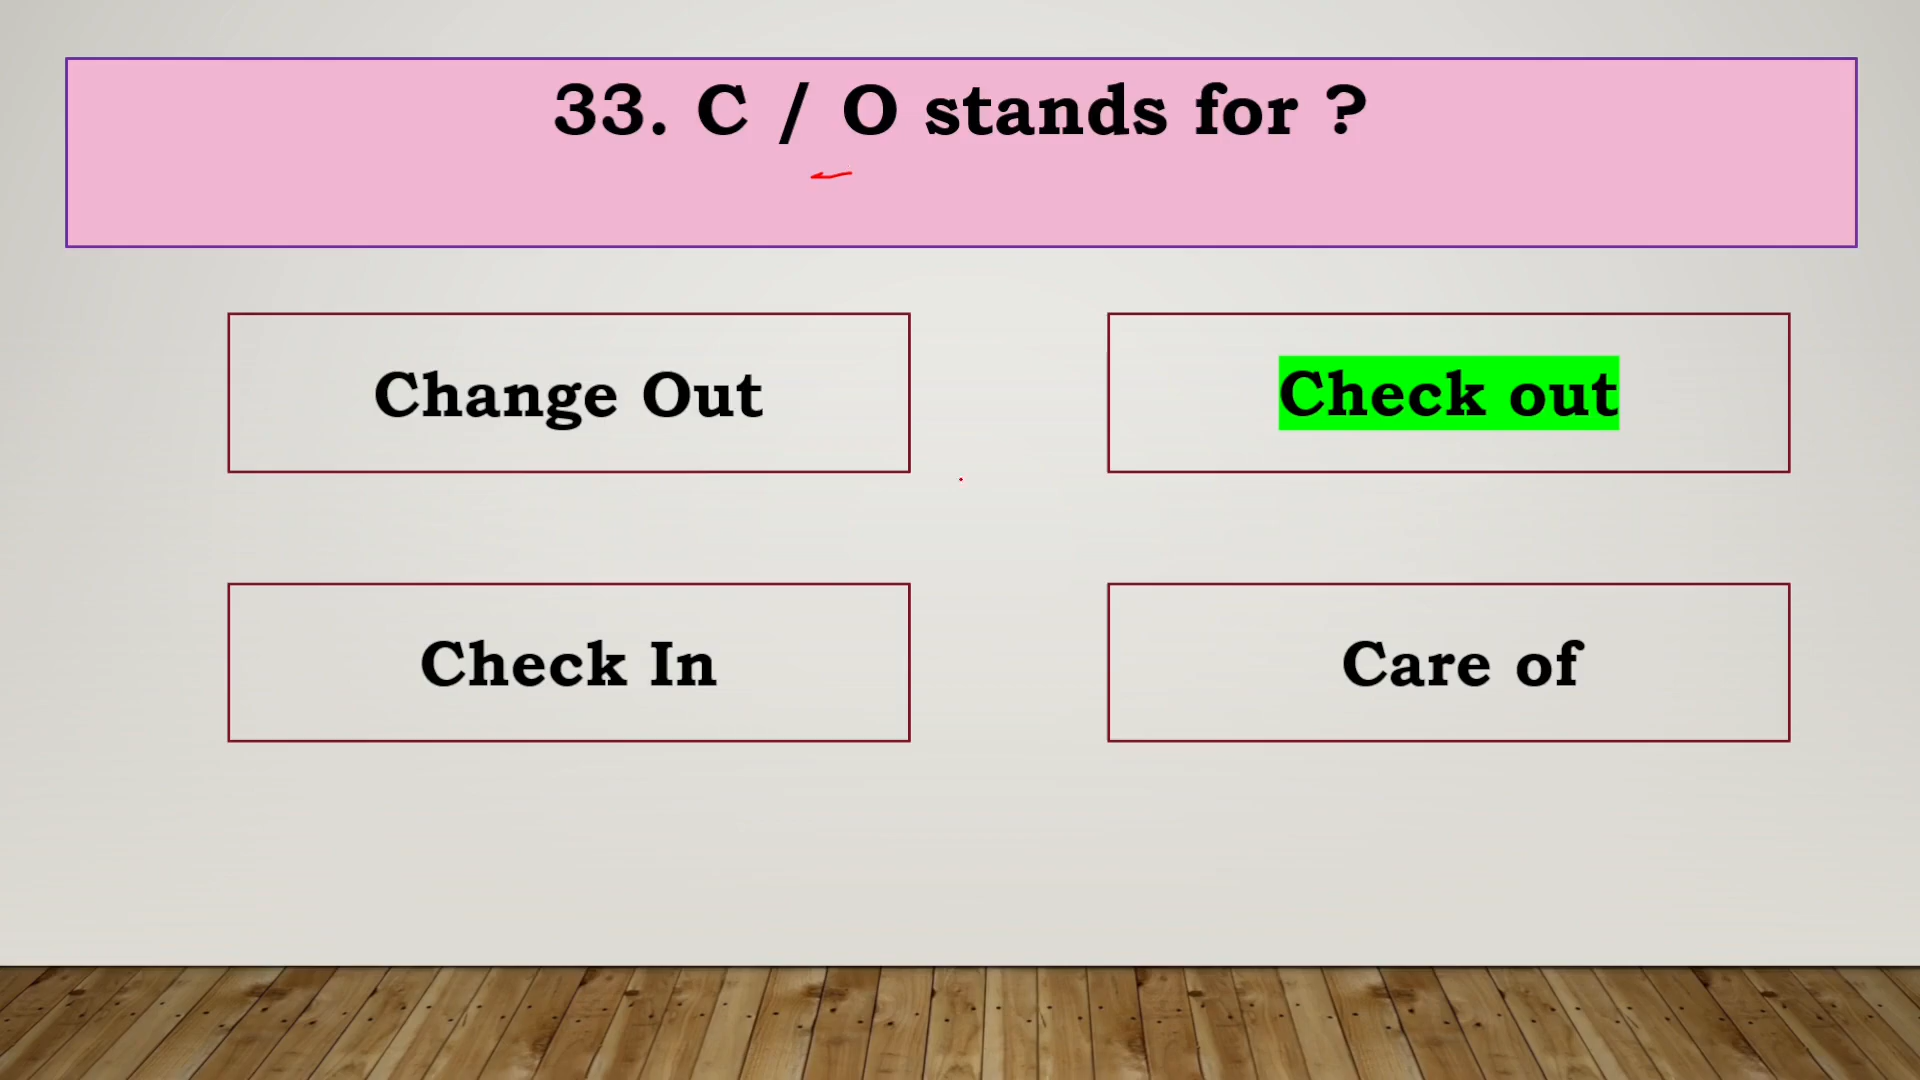 33. C / O stands for ?
Change Out
Check out
Check In
Care of